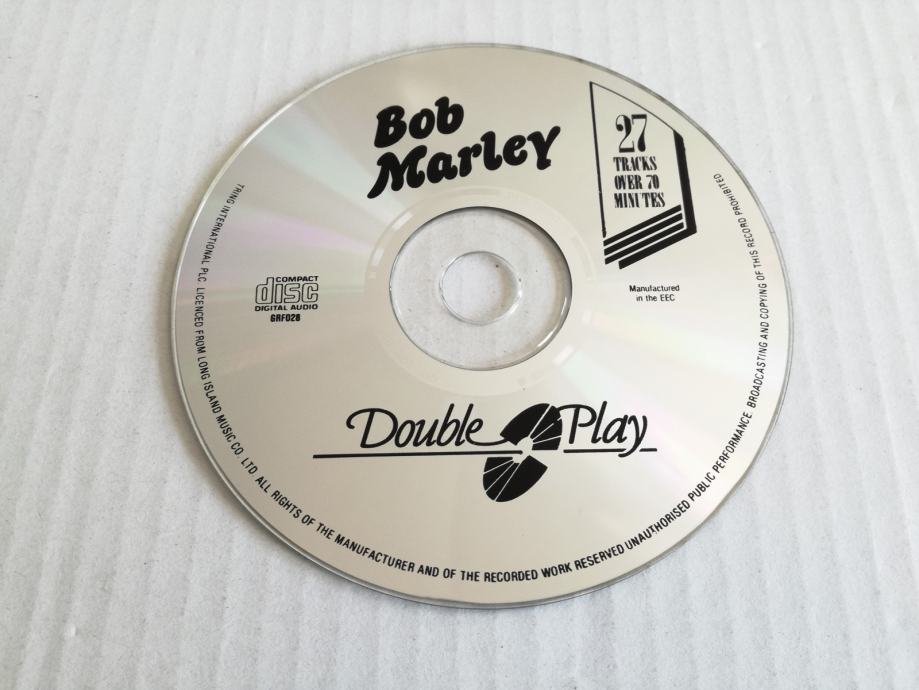 Bob
Marley
27
TRACKS
OVER 70
MINUTES
COMPACT
disc
DIGITAL AUDIO
GRF028
Manufactured
in the EEC
Double Play
TRING INTERNATIONAL PLC. LICENCED FROM LONG ISLAND MUSIC CO. LTD ALL RIGHTS OF THE MANUFACTURER AND OF THE RECORDED WORK RESERVED UNAUTHORISED PUBLIC PERFORMANCE. BROADCASTING AND COPYING OF THIS RECORD PROHIBITED